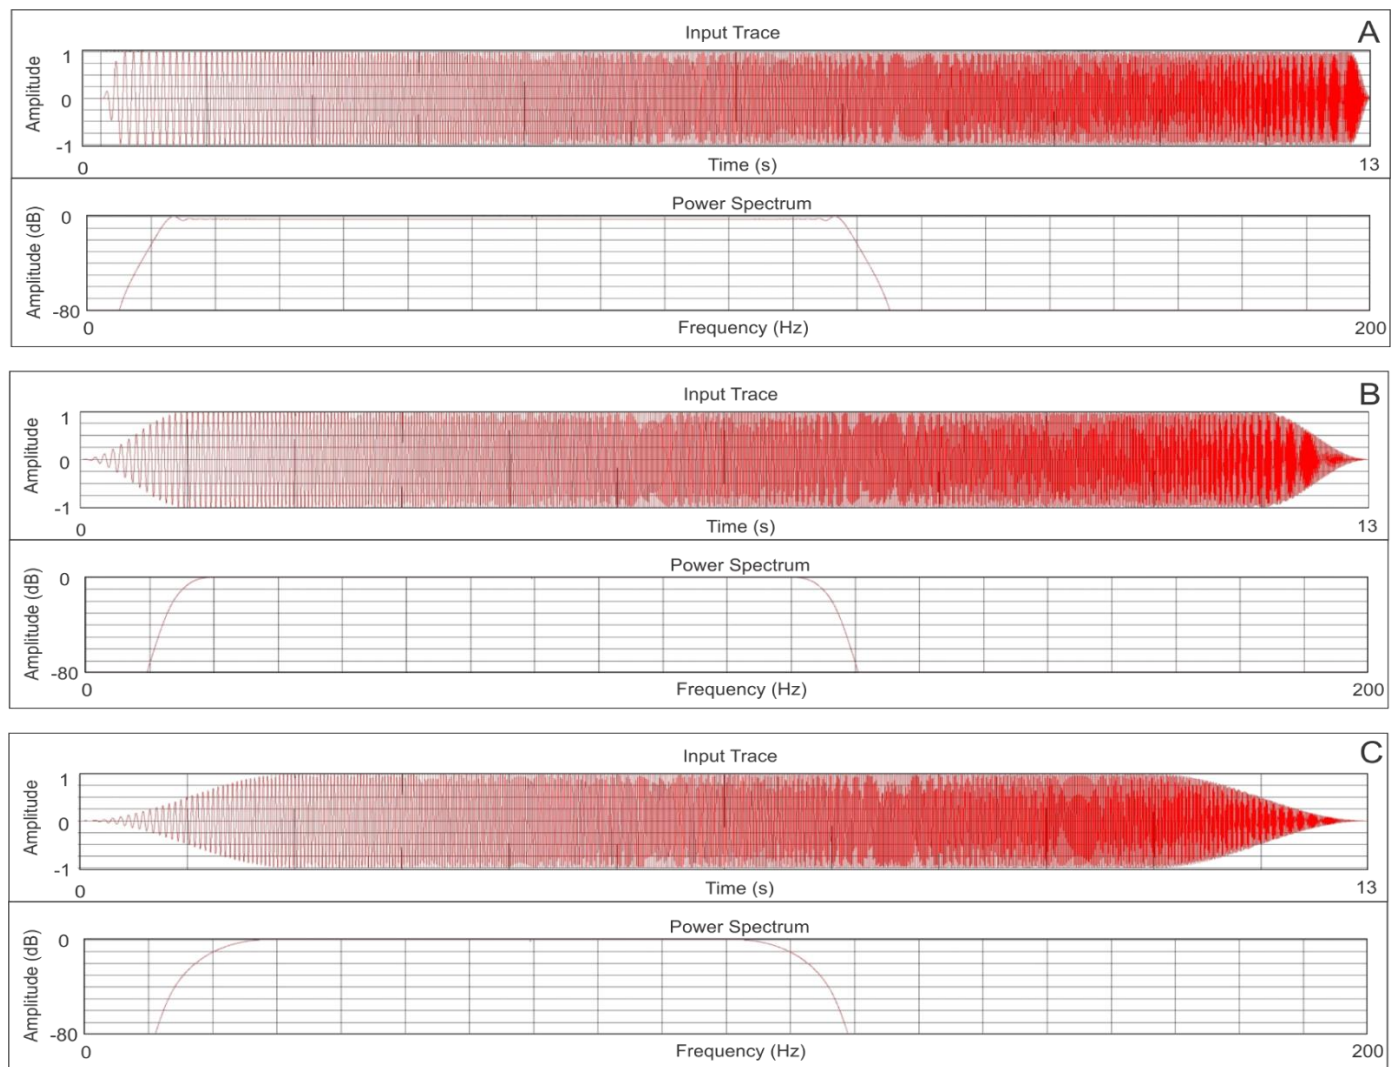 Input Trace
A
Amplitude
1
0
-1
0
Time (s)
13
Power Spectrum
Amplitude (dB)
0
-80
0
Frequency (Hz)
200
Input Trace
B
Amplitude
1
0
-1
0
Time (s)
13
Power Spectrum
Amplitude (dB)
0
-80
0
Frequency (Hz)
200
Input Trace
C
Amplitude
1
0
-1
0
Time (s)
13
Power Spectrum
Amplitude (dB)
0
-80
0
Frequency (Hz)
200